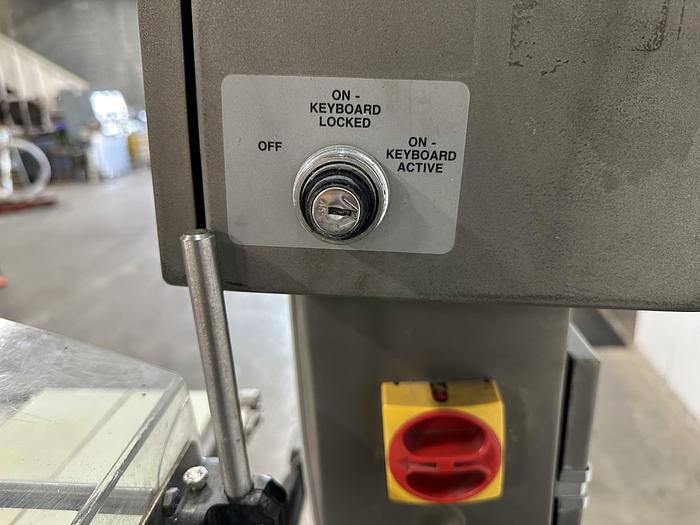 ON -
KEYBOARD
LOCKED
OFF
ON -
KEYBOARD
ACTIVE